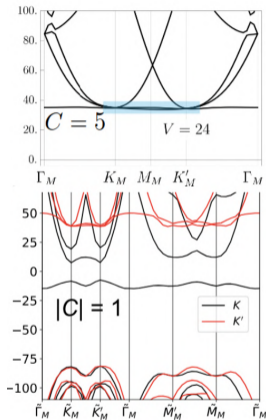 100.
80.
60.
40.
20.
0.
C = 5
V = 24
Γ_M K_M M_M K'_M Γ_M
50
25
0
−25
−50
−75
−100
|C| = 1
K
K'
Γ̃_M K̃_M K̃'_M Γ̃_M M̃'_M M̃_M Γ̃_M